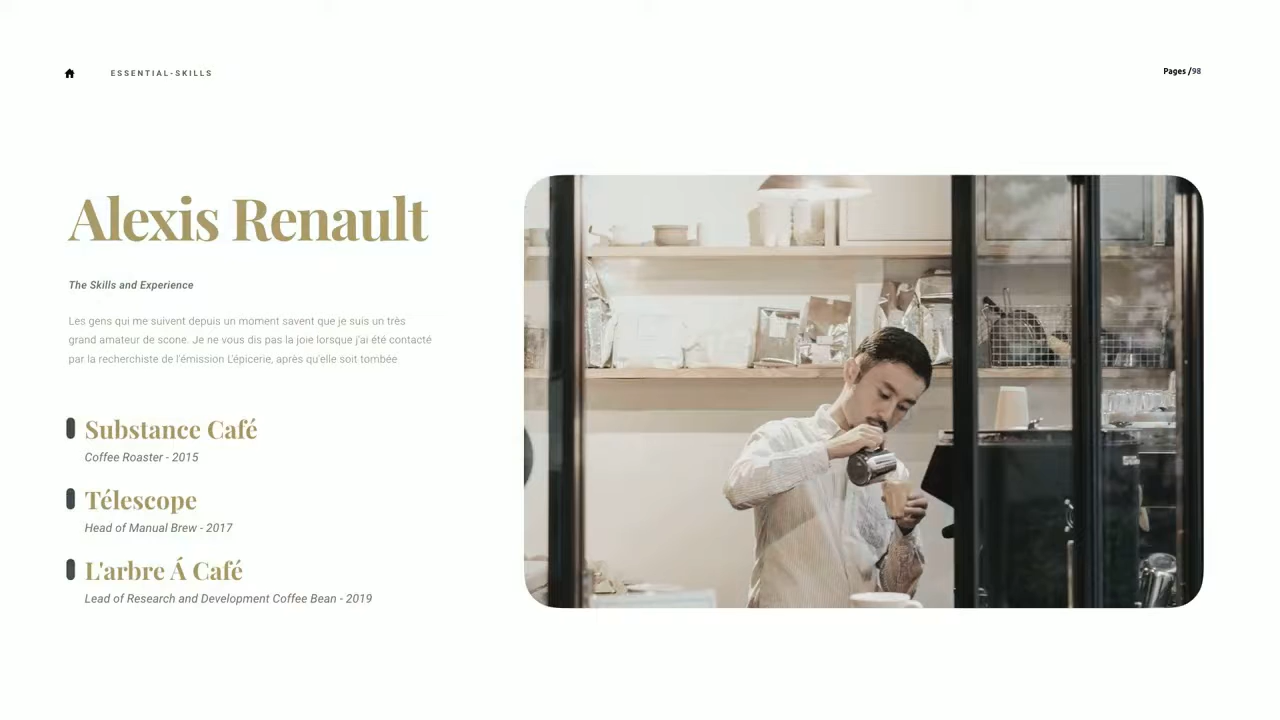 ESSENTIAL-SKILLS
Pages /98
Alexis Renault
The Skills and Experience
Les gens qui me suivent depuis un moment savent que je suis un très
grand amateur de scone. Je ne vous dis pas la joie lorsque j'ai été contacté
par la recherchiste de l'émission L'épicerie, après qu'elle soit tombée
Substance Café
Coffee Roaster - 2015
Télescope
Head of Manual Brew - 2017
L'arbre Á Café
Lead of Research and Development Coffee Bean - 2019